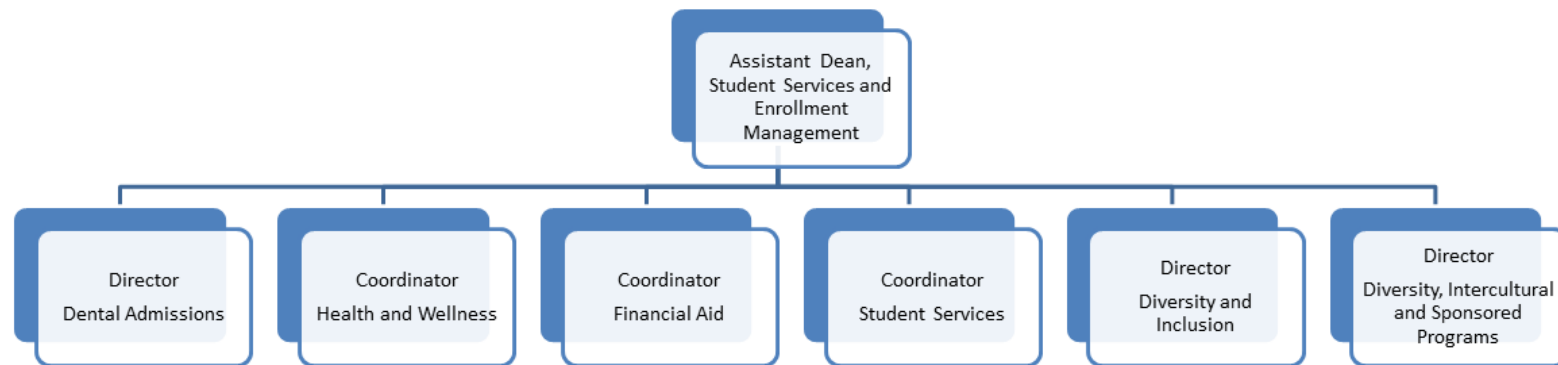 Assistant Dean,
Student Services and
Enrollment
Management
Director
Dental Admissions
Coordinator
Health and Wellness
Coordinator
Financial Aid
Coordinator
Student Services
Director
Diversity and
Inclusion
Director
Diversity, Intercultural
and Sponsored
Programs